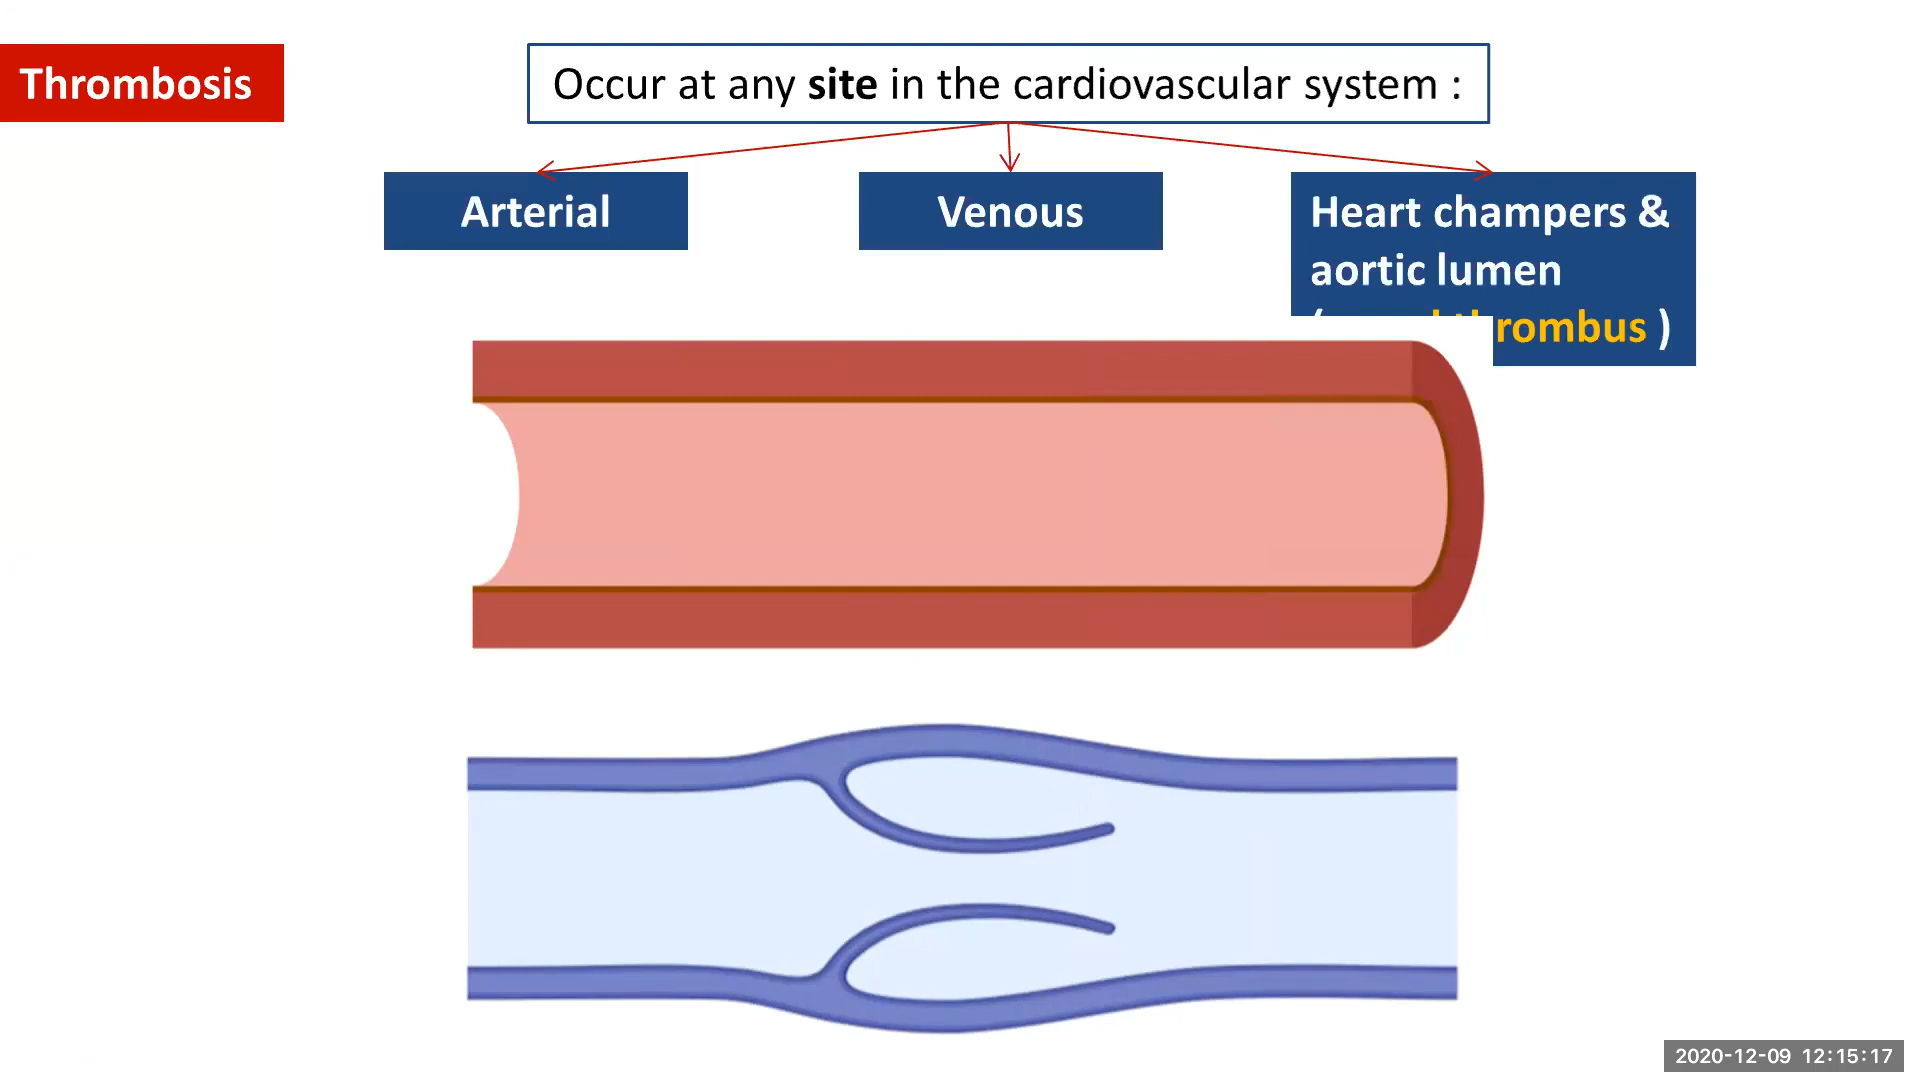 Thrombosis
Occur at any site in the cardiovascular system :
Arterial
Venous
Heart champers &
aortic lumen
thrombus )
2020-12-09 12:15:17